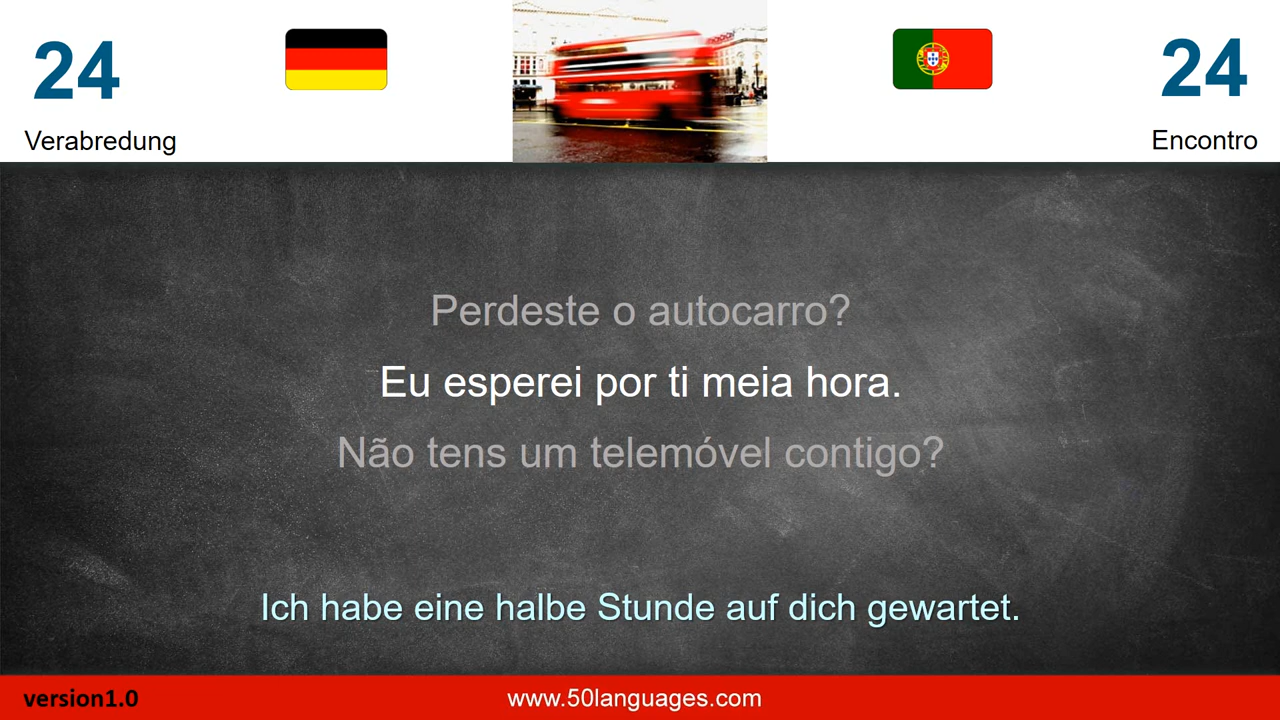 24
24
Verabredung
Encontro
Perdeste o autocarro?
Eu esperei por ti meia hora.
Não tens um telemóvel contigo?
Ich habe eine halbe Stunde auf dich gewartet.
version1.0
www.50languages.com